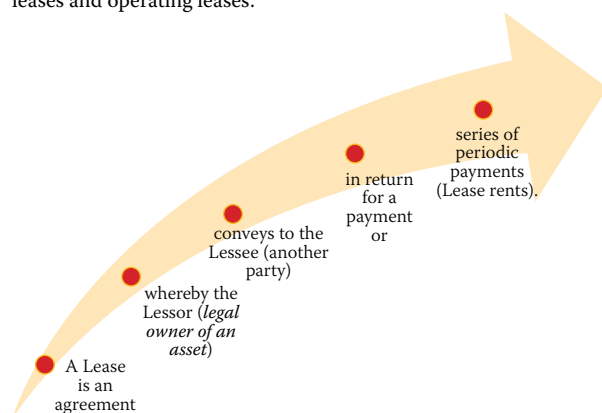 leases and operating leases.
A Lease
is an
agreement
whereby the
Lessor (legal
owner of an
asset)
conveys to the
Lessee (another
party)
in return
for a
payment
or
series of
periodic
payments
(Lease rents).